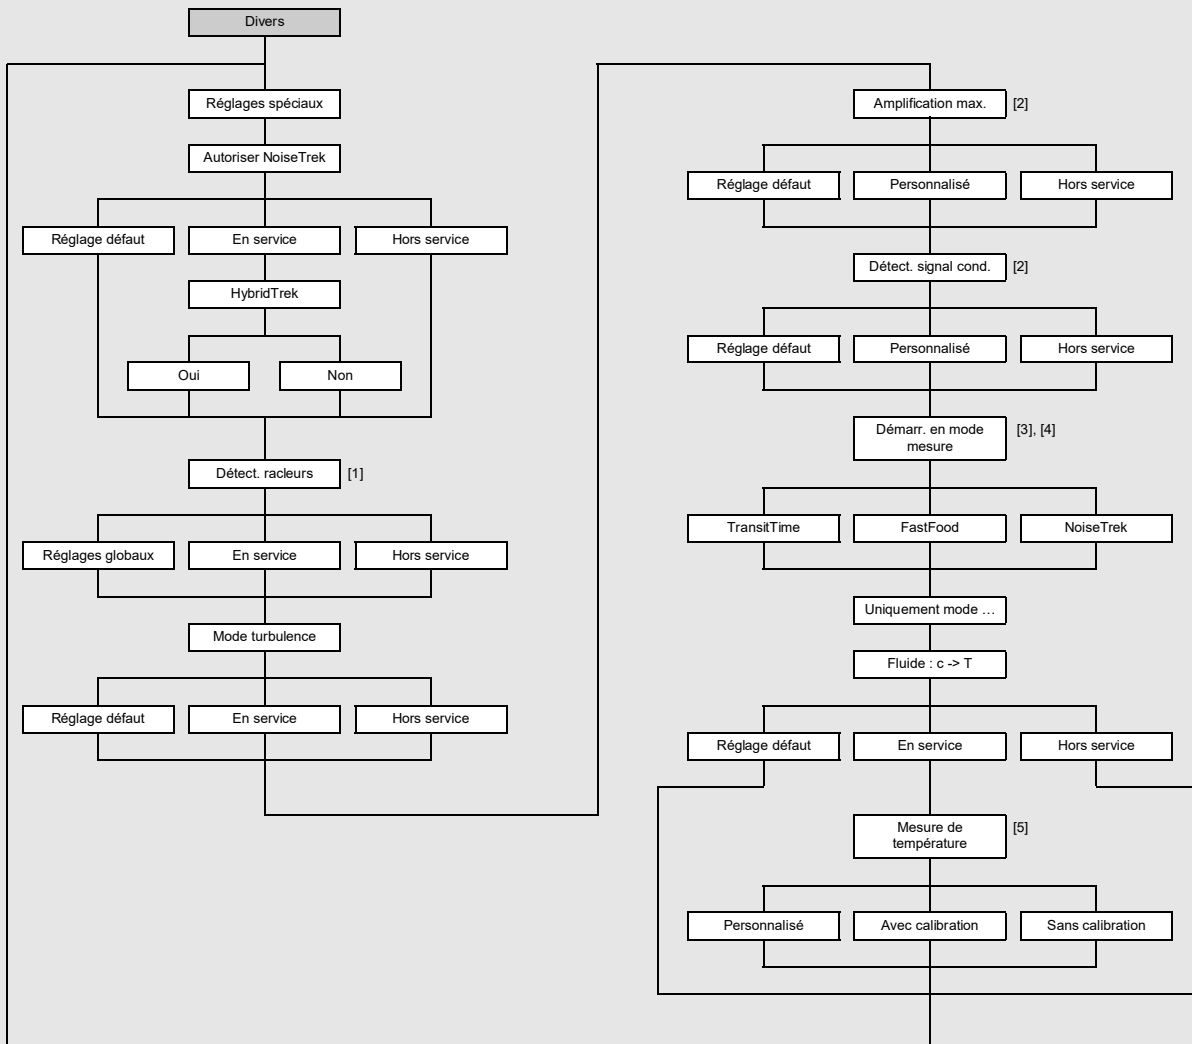 Divers
Réglages spéciaux
Autoriser NoiseTrek
Réglage défaut
En service
Hors service
HybridTrek
Oui
Non
Détect. racleurs
[1]
Réglages globaux
En service
Hors service
Mode turbulence
Réglage défaut
En service
Hors service
Amplification max.
[2]
Réglage défaut
Personnalisé
Hors service
Détect. signal cond.
[2]
Réglage défaut
Personnalisé
Hors service
Démarr. en mode
mesure
[3], [4]
TransitTime
FastFood
NoiseTrek
Uniquement mode …
Fluide : c -> T
Réglage défaut
En service
Hors service
Mesure de
température
[5]
Personnalisé
Avec calibration
Sans calibration